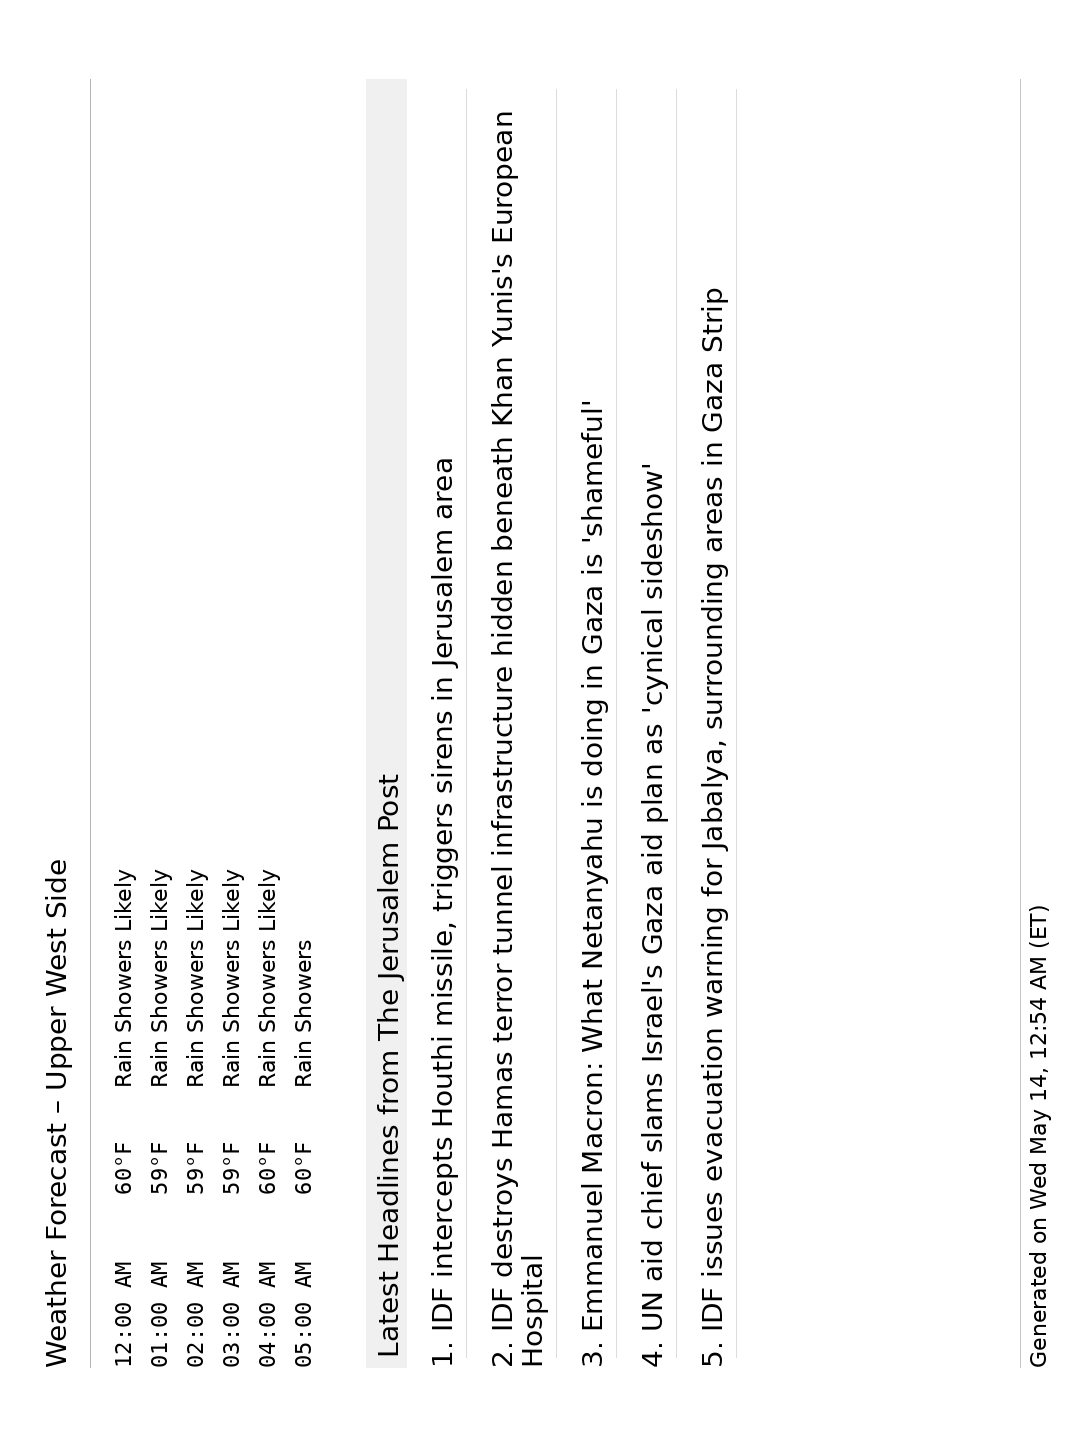 Weather Forecast – Upper West Side
12:00 AM 60°F Rain Showers Likely
01:00 AM 59°F Rain Showers Likely
02:00 AM 59°F Rain Showers Likely
03:00 AM 59°F Rain Showers Likely
04:00 AM 60°F Rain Showers Likely
05:00 AM 60°F Rain Showers
Latest Headlines from The Jerusalem Post
1. IDF intercepts Houthi missile, triggers sirens in Jerusalem area
2. IDF destroys Hamas terror tunnel infrastructure hidden beneath Khan Yunis's European
Hospital
3. Emmanuel Macron: What Netanyahu is doing in Gaza is 'shameful'
4. UN aid chief slams Israel's Gaza aid plan as 'cynical sideshow'
5. IDF issues evacuation warning for Jabalya, surrounding areas in Gaza Strip
Generated on Wed May 14, 12:54 AM (ET)